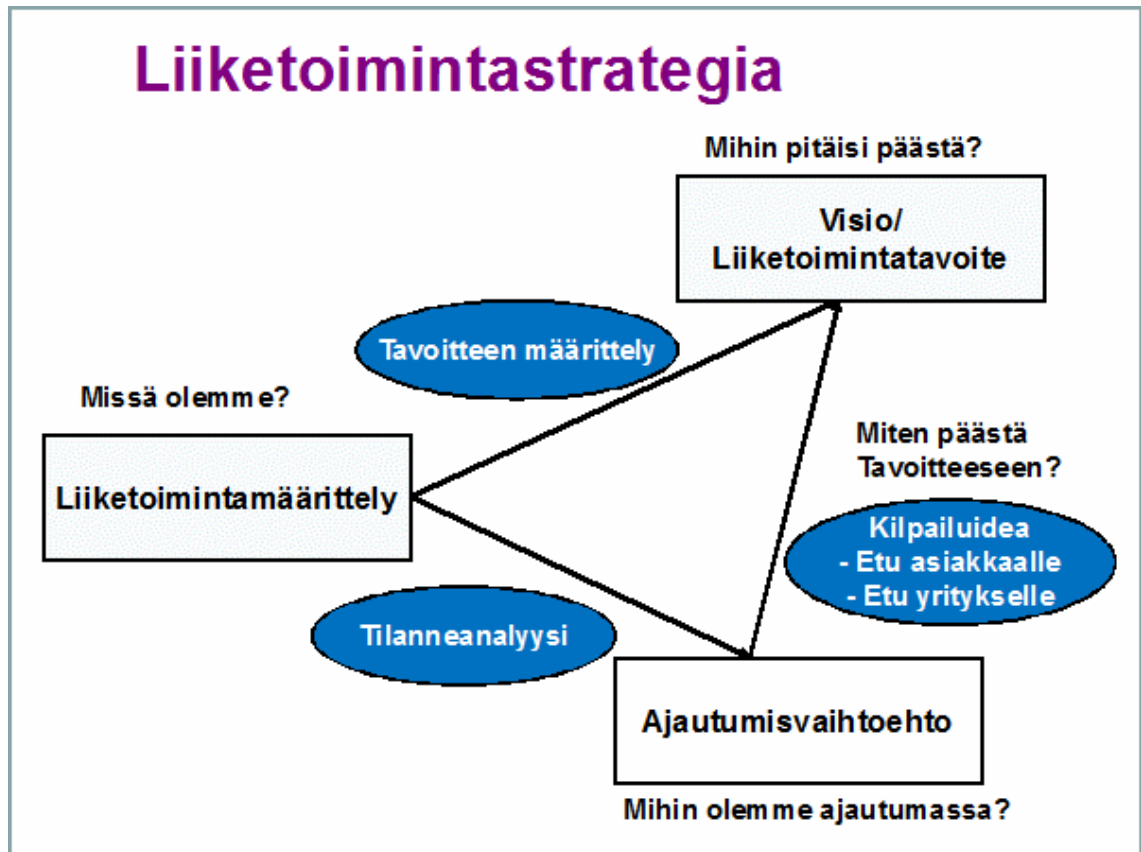 Liiketoimintastrategia
Mihin pitäisi päästä?
Visio/
Liiketoimintatavoite
Tavoitteen määrittely
Missä olemme?
Liiketoimintamäärittely
Miten päästä
Tavoitteeseen?
Kilpailuidea
- Etu asiakkaalle
- Etu yritykselle
Tilanneanalyysi
Ajautumisvaihtoehto
Mihin olemme ajautumassa?